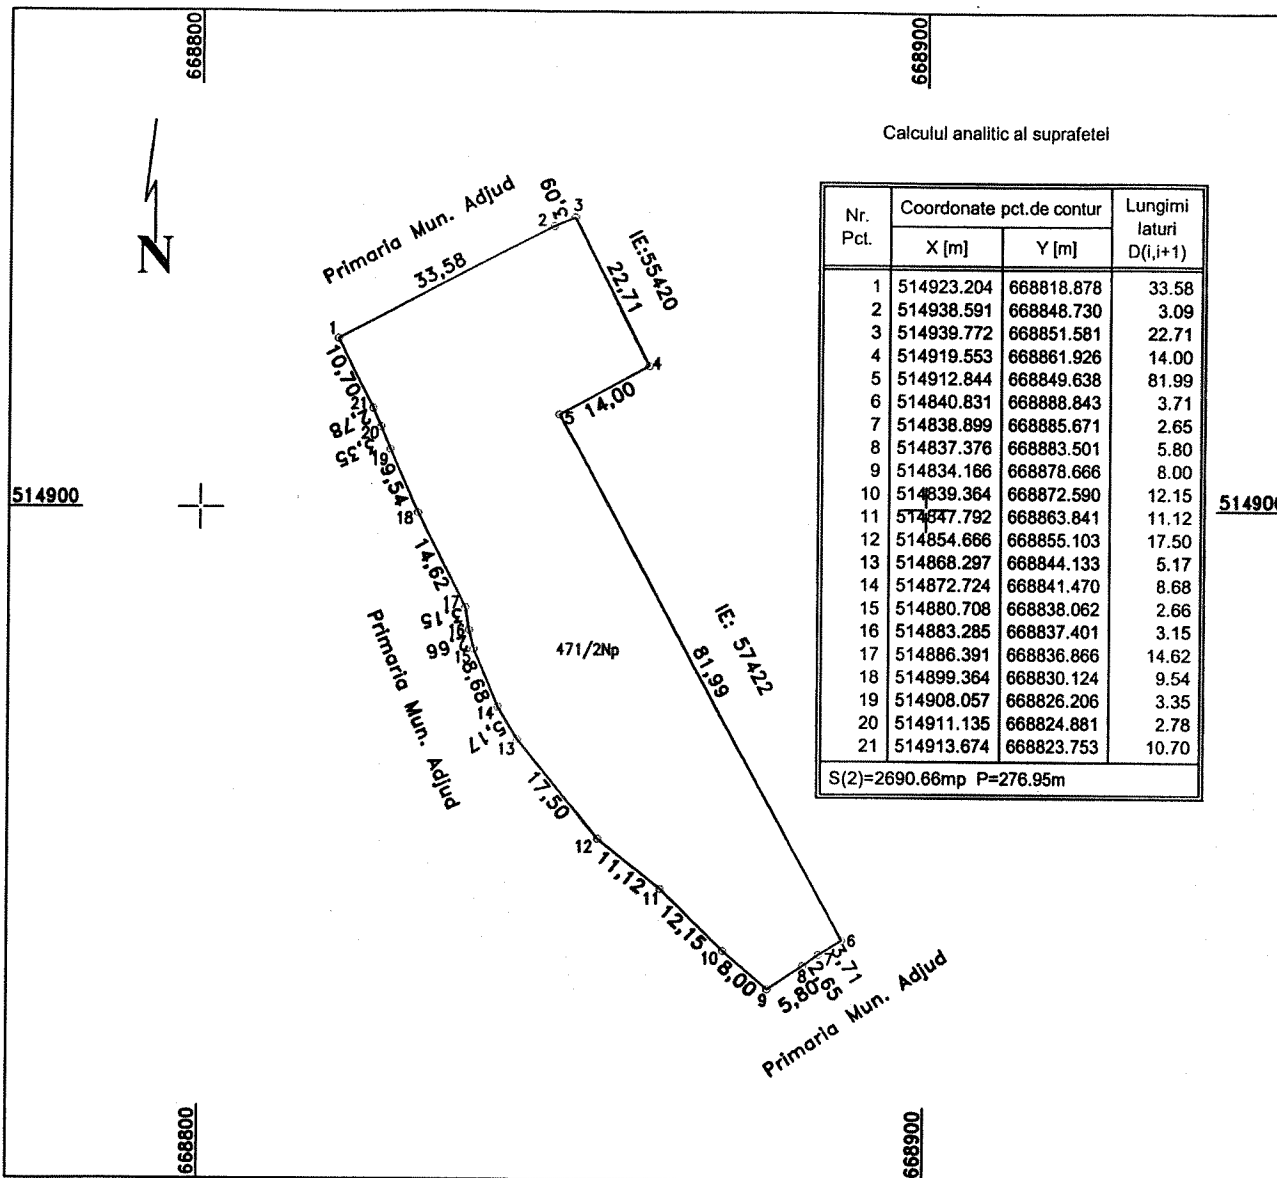 668800
668900
Calculul analitic al suprafetei
N
Primaria Mun. Adjud
33,58
2
3,09
3
IE:55420
22,71
4
14,00
5
1
10,70
21
2,78
20
3,35
19
9,54
18
14,62
17
3,15
16
2,66
15
8,68
14
5,17
13
17,50
12
11,12
11
12,15
10
8,00
9
5,80
8
2,65
7
3,71
6
IE: 57422
81,99
471/2Np
Primaria Mun. Adjud
Primaria Mun. Adjud
514900
514900
Nr. Pct. Coordonate pct.de contur Lungimi laturi D(i,i+1)
X [m] Y [m]
1 514923.204 668818.878 33.58
2 514938.591 668848.730 3.09
3 514939.772 668851.581 22.71
4 514919.553 668861.926 14.00
5 514912.844 668849.638 81.99
6 514840.831 668888.843 3.71
7 514838.899 668885.671 2.65
8 514837.376 668883.501 5.80
9 514834.166 668878.666 8.00
10 514839.364 668872.590 12.15
11 514847.792 668863.841 11.12
12 514854.666 668855.103 17.50
13 514868.297 668844.133 5.17
14 514872.724 668841.470 8.68
15 514880.708 668838.062 2.66
16 514883.285 668837.401 3.15
17 514886.391 668836.866 14.62
18 514899.364 668830.124 9.54
19 514908.057 668826.206 3.35
20 514911.135 668824.881 2.78
21 514913.674 668823.753 10.70
S(2)=2690.66mp P=276.95m
668800
668900